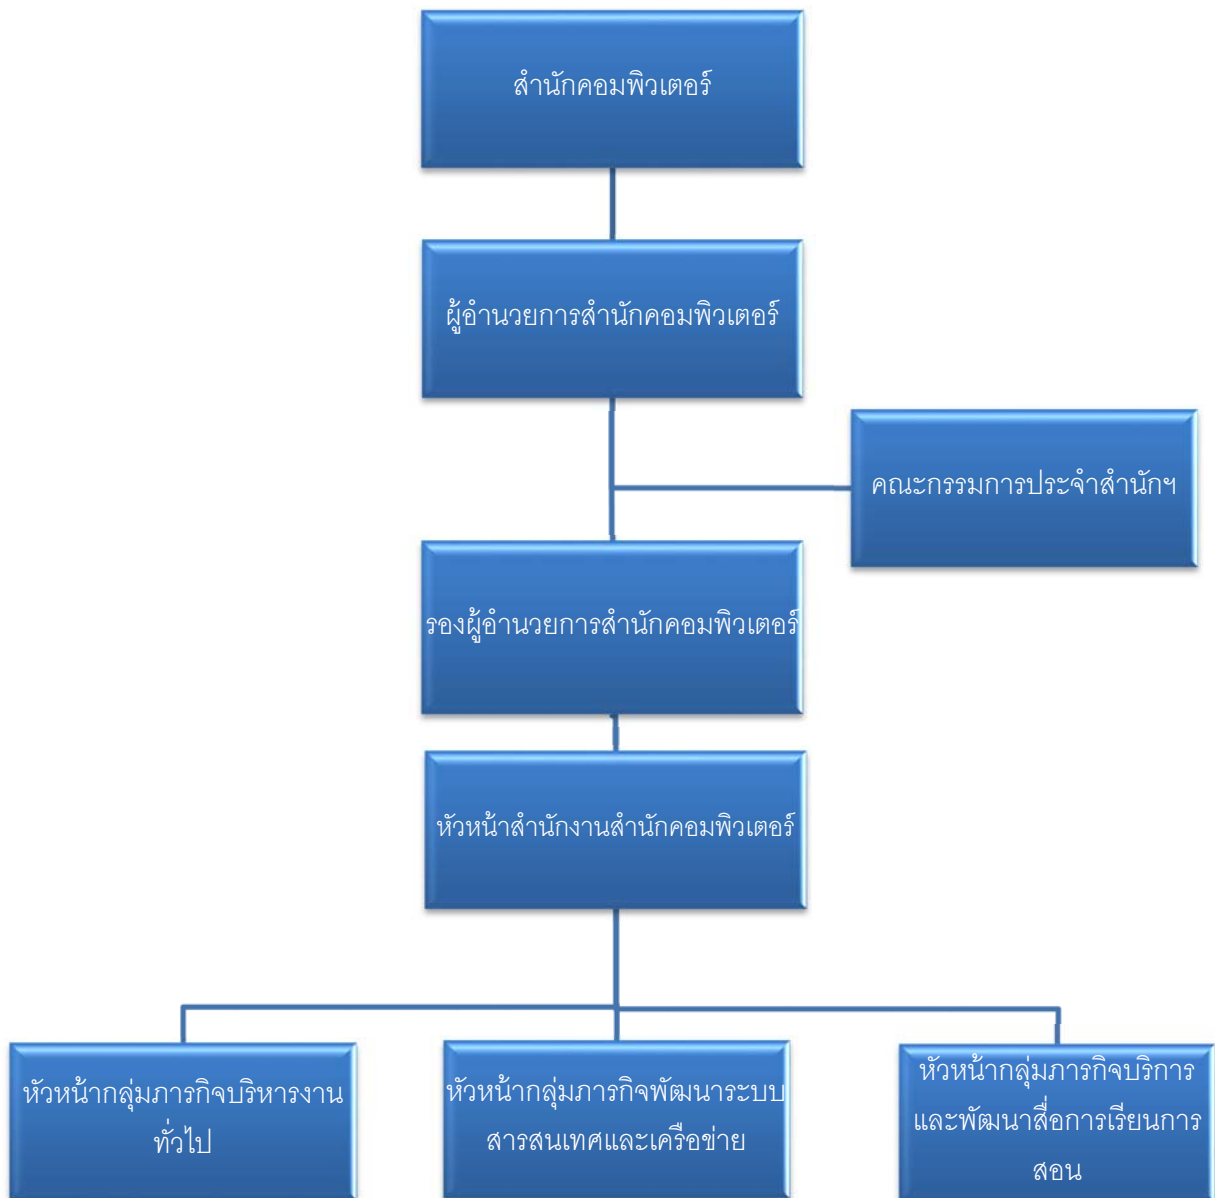 สำนักคอมพิวเตอร์
ผู้อำนวยการสำนักคอมพิวเตอร์
คณะกรรมการประจำสำนักฯ
รองผู้อำนวยการสำนักคอมพิวเตอร์
หัวหน้าสำนักงานสำนักคอมพิวเตอร์
หัวหน้ากลุ่มภารกิจบริหารงาน
ทั่วไป
หัวหน้ากลุ่มภารกิจพัฒนาระบบ
สารสนเทศและเครือข่าย
หัวหน้ากลุ่มภารกิจบริการ
และพัฒนาสื่อการเรียนการ
สอน